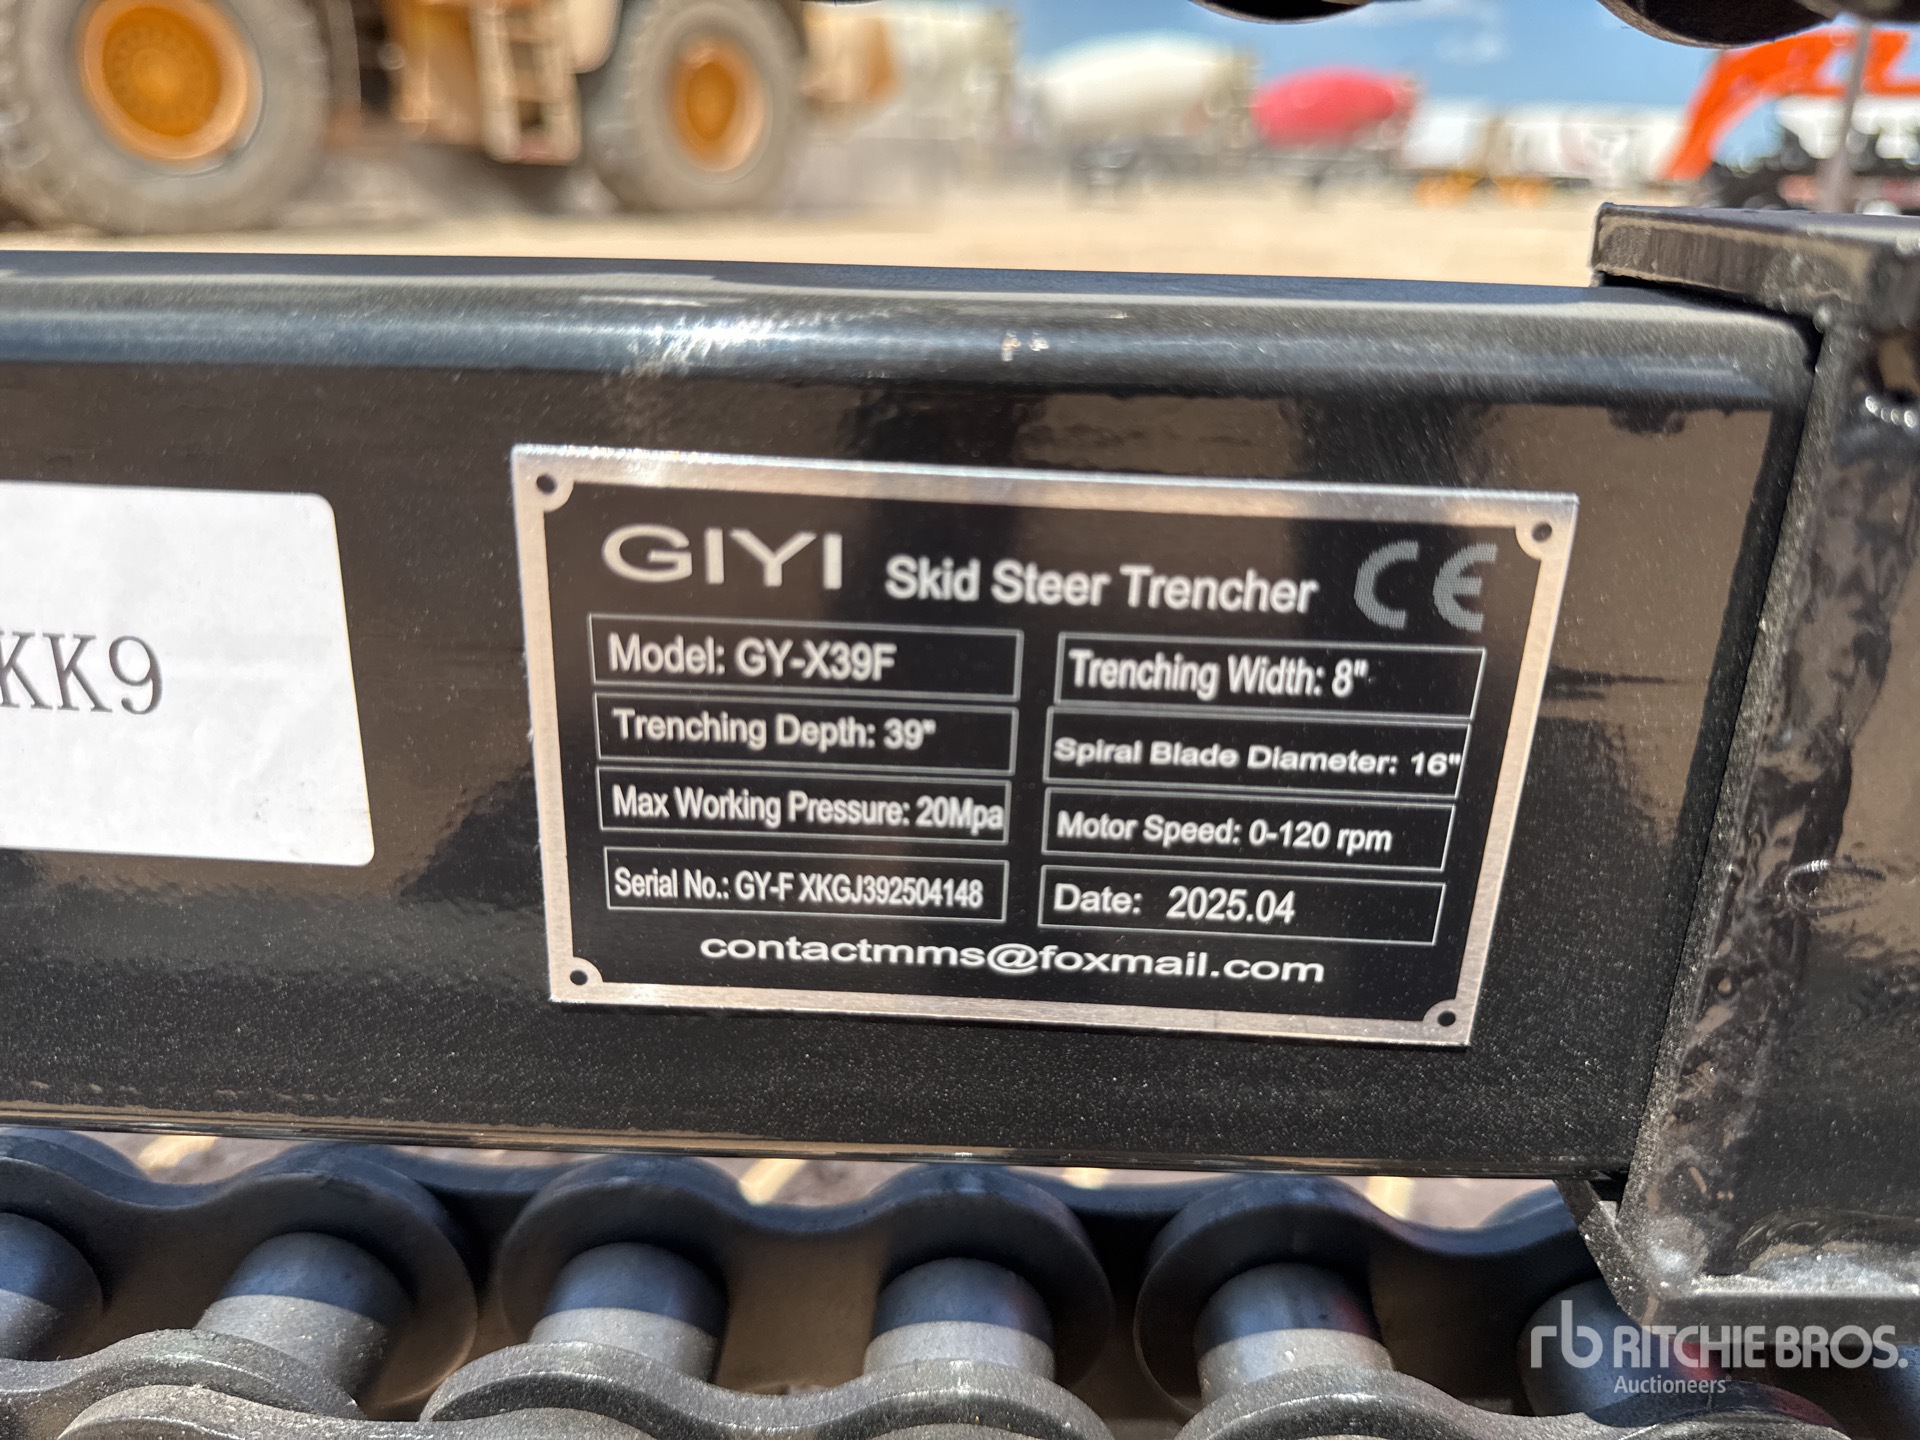 GIYI Skid Steer Trencher CE
Model: GY-X39F
Trenching Width: 8"
Trenching Depth: 39"
Spiral Blade Diameter: 16"
Max Working Pressure: 20Mpa
Motor Speed: 0-120 rpm
Serial No.: GY-F XKGJ392504148
Date: 2025.04
contactmms@foxmail.com
KK9
rb RITCHIE BROS.
Auctioneers